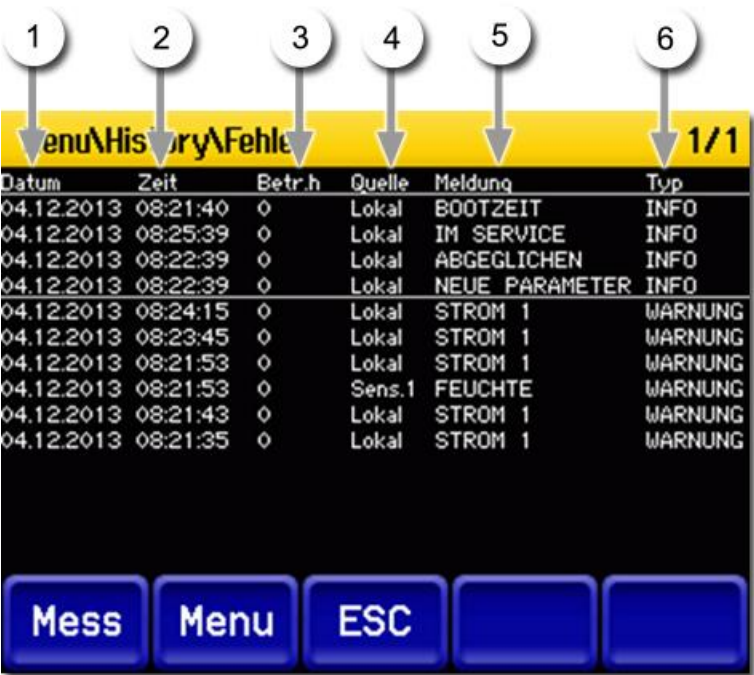 1 2 3 4 5 6
enu\His ory\Fehle 1/1
Datum Zeit Betr.h Quelle Meldung Typ
04.12.2013 08:21:40 0 Lokal BOOTZEIT INFO
04.12.2013 08:25:39 0 Lokal IM SERVICE INFO
04.12.2013 08:22:39 0 Lokal ABGEGLICHEN INFO
04.12.2013 08:22:39 0 Lokal NEUE PARAMETER INFO
04.12.2013 08:24:15 0 Lokal STROM 1 WARNUNG
04.12.2013 08:23:45 0 Lokal STROM 1 WARNUNG
04.12.2013 08:21:53 0 Lokal STROM 1 WARNUNG
04.12.2013 08:21:53 0 Sens.1 FEUCHTE WARNUNG
04.12.2013 08:21:43 0 Lokal STROM 1 WARNUNG
04.12.2013 08:21:35 0 Lokal STROM 1 WARNUNG
Mess Menu ESC